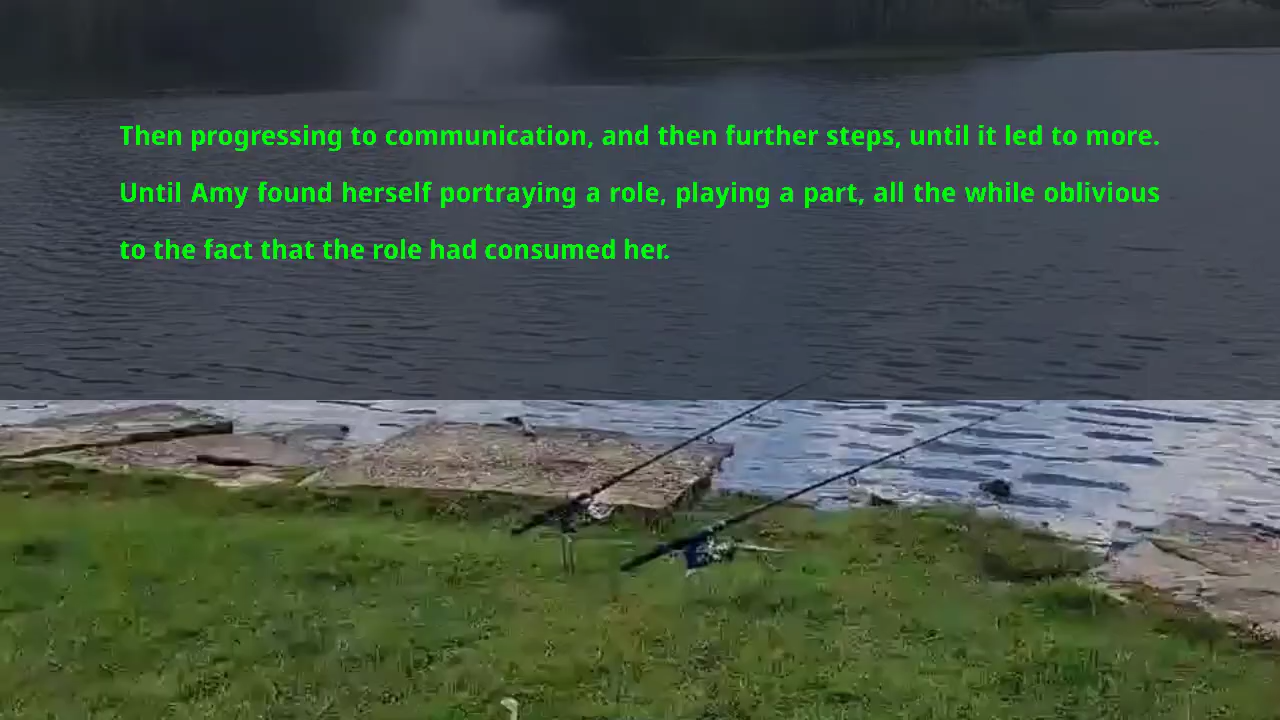 Then progressing to communication, and then further steps, until it led to more.
Until Amy found herself portraying a role, playing a part, all the while oblivious
to the fact that the role had consumed her.